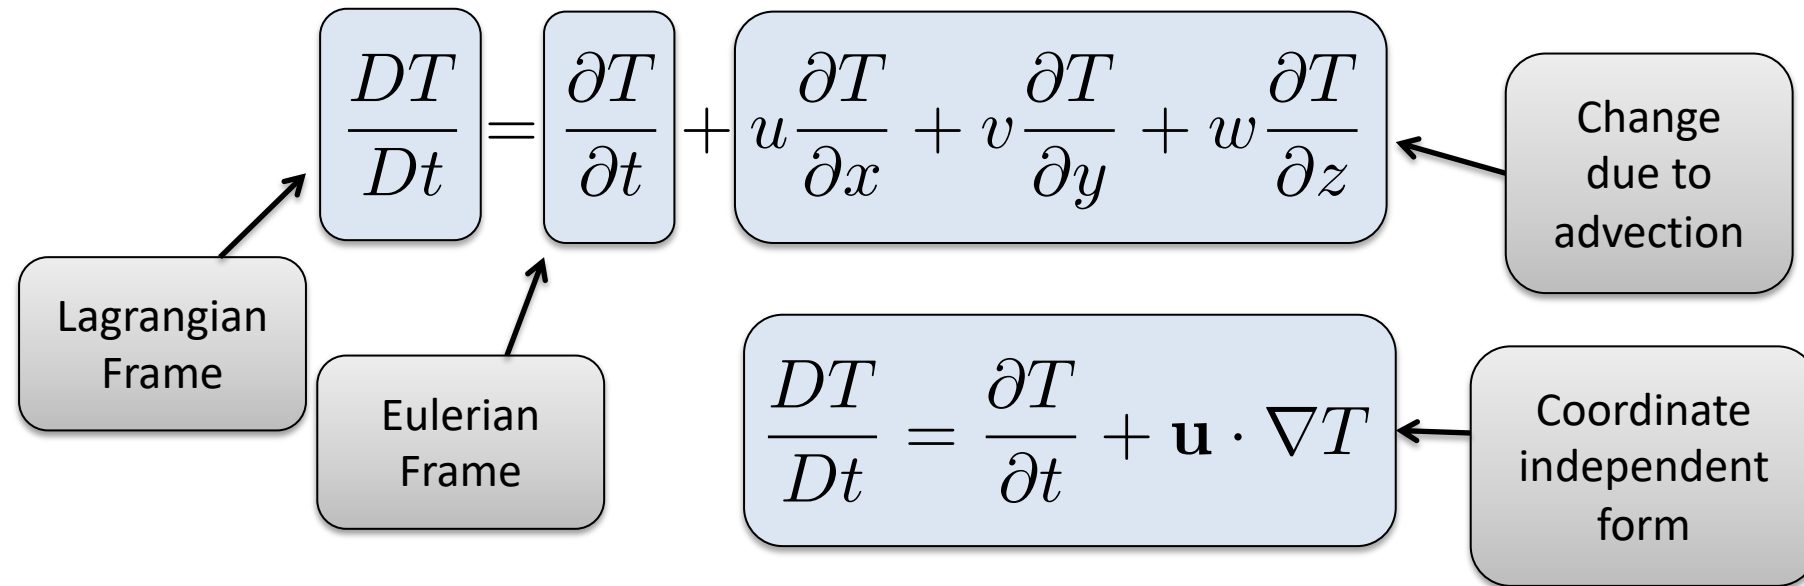 DT/Dt = ∂T/∂t + u ∂T/∂x + v ∂T/∂y + w ∂T/∂z
Change
due to
advection
Lagrangian
Frame
Eulerian
Frame
DT/Dt = ∂T/∂t + 𝐮 · ∇T
Coordinate
independent
form